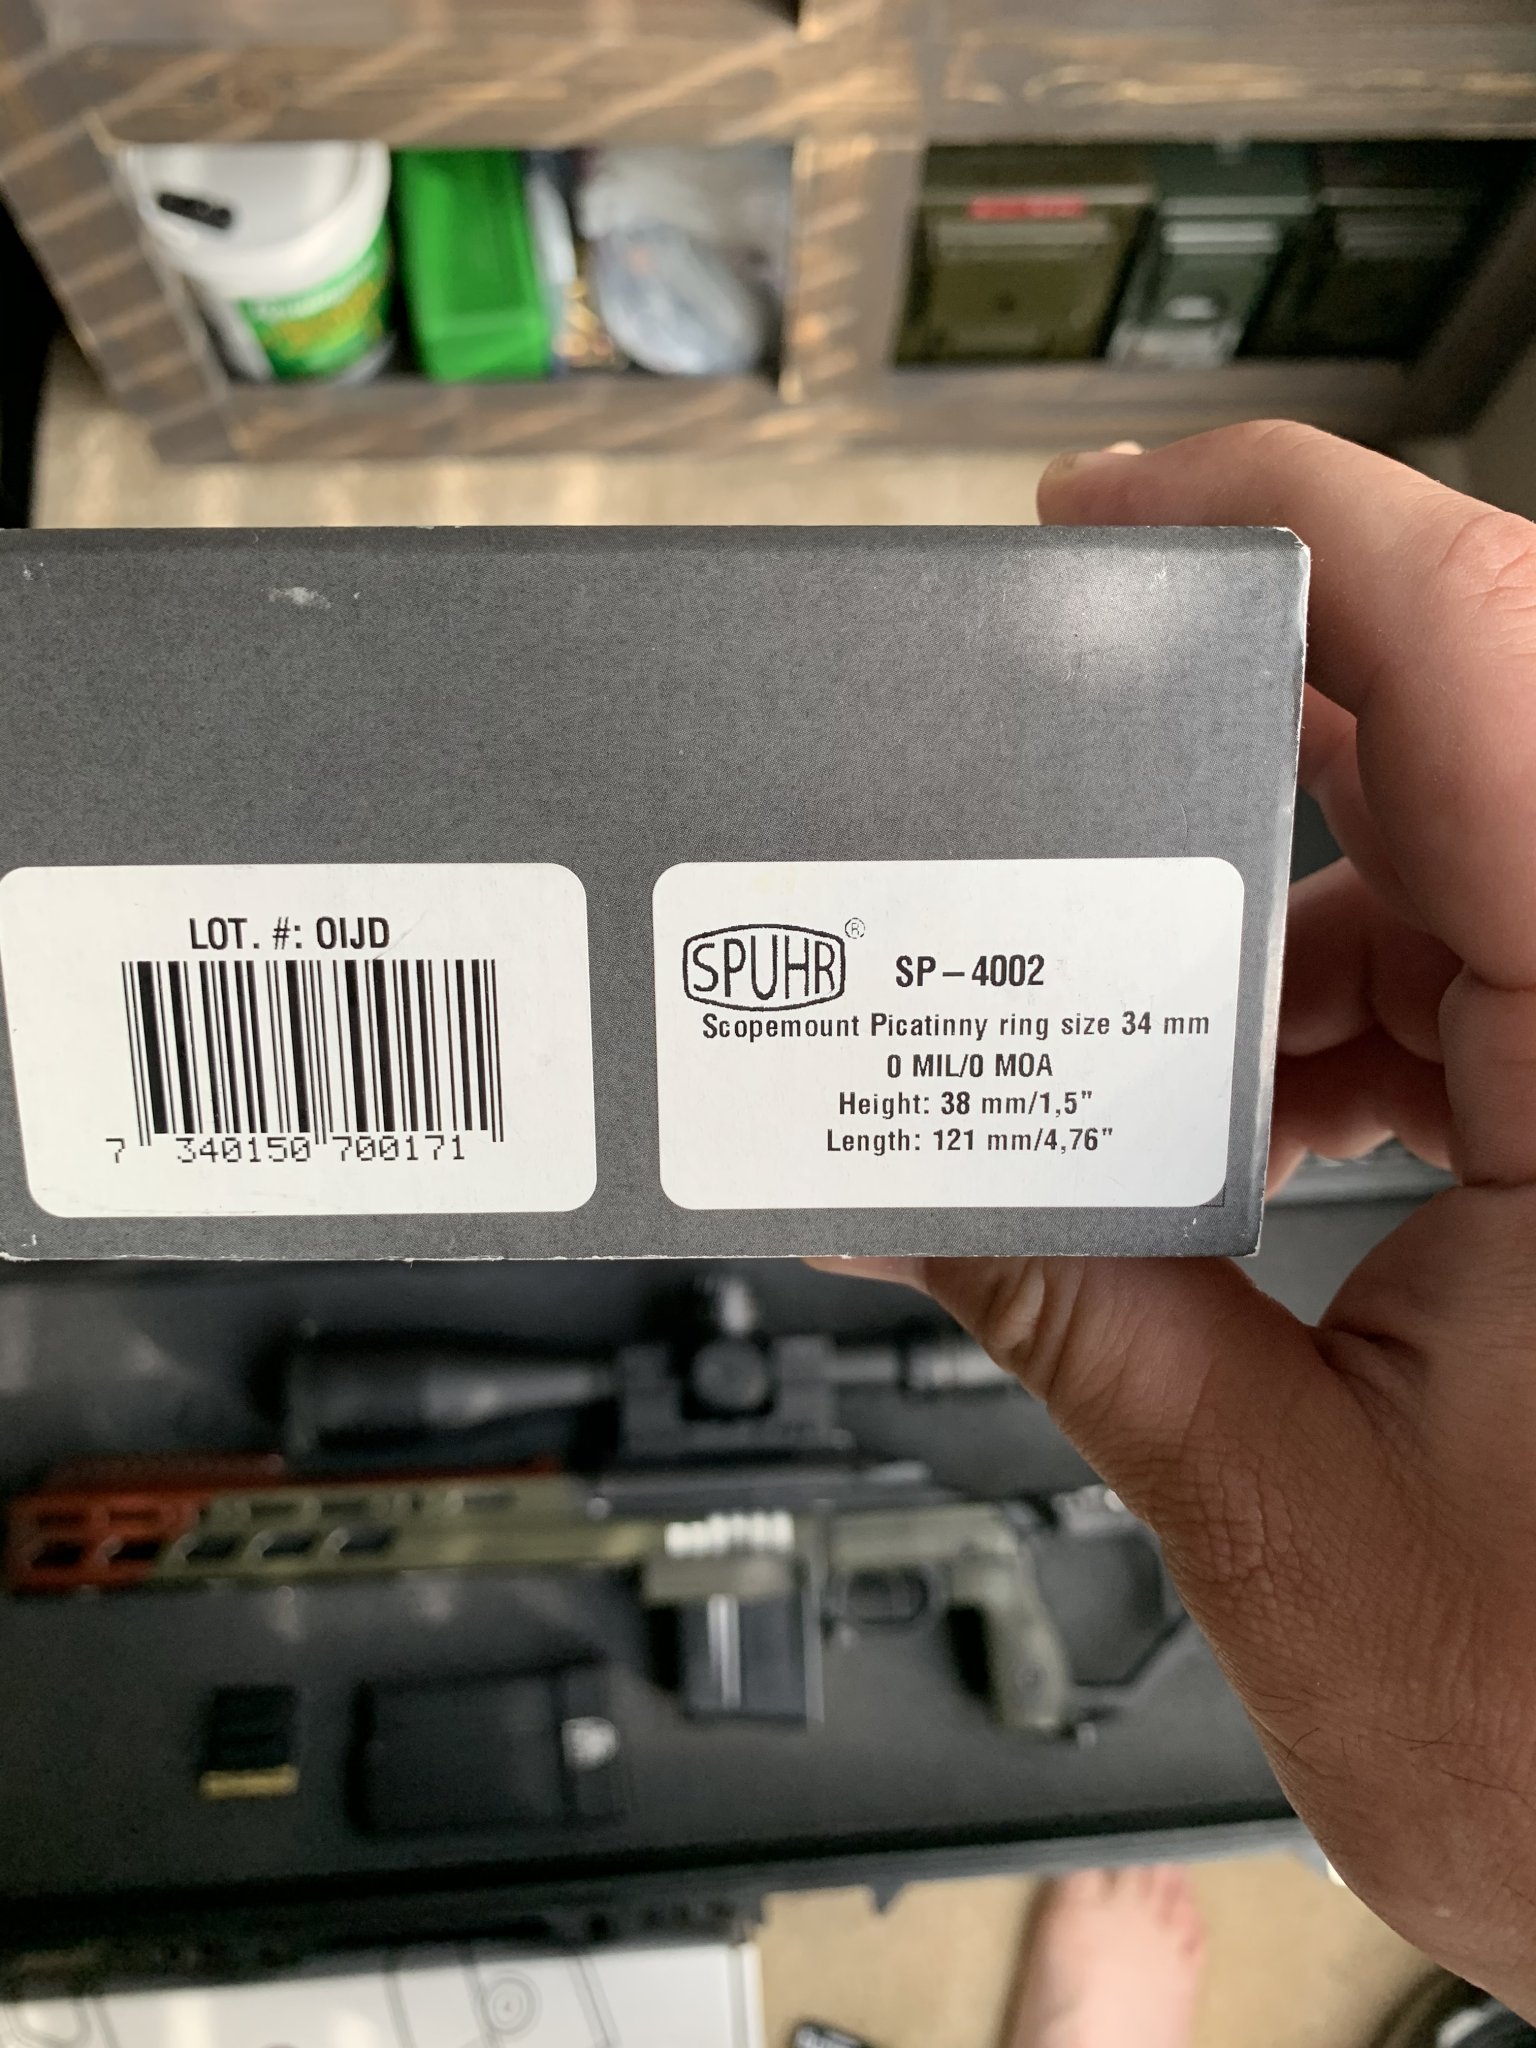 LOT. #: OIJD
7 340150 700171
SPUHR® SP-4002
Scopemount Picatinny ring size 34 mm
0 MIL/0 MOA
Height: 38 mm/1,5"
Length: 121 mm/4,76"